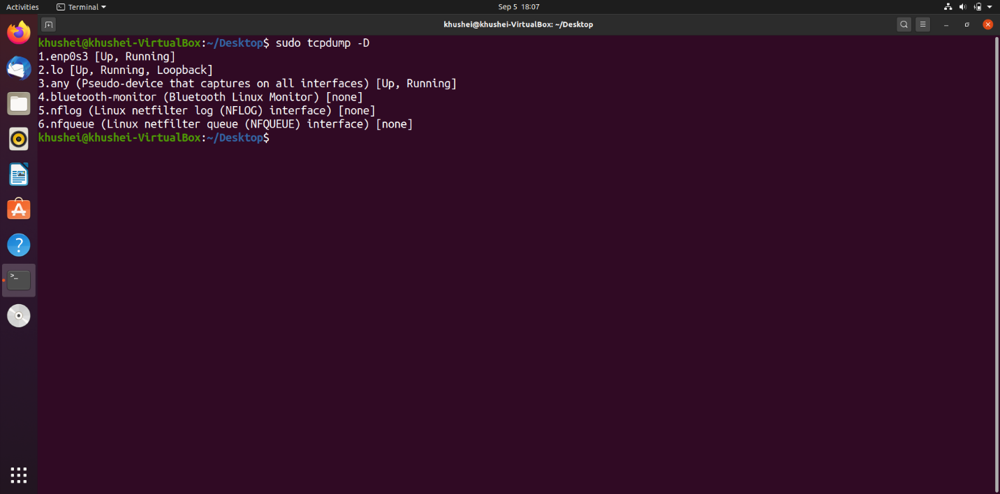 Activities Terminal Sep 5 18:07
khushei@khushei-VirtualBox: ~/Desktop
khushei@khushei-VirtualBox:~/Desktop$ sudo tcpdump -D
1.enp0s3 [Up, Running]
2.lo [Up, Running, Loopback]
3.any (Pseudo-device that captures on all interfaces) [Up, Running]
4.bluetooth-monitor (Bluetooth Linux Monitor) [none]
5.nflog (Linux netfilter log (NFLOG) interface) [none]
6.nfqueue (Linux netfilter queue (NFQUEUE) interface) [none]
khushei@khushei-VirtualBox:~/Desktop$